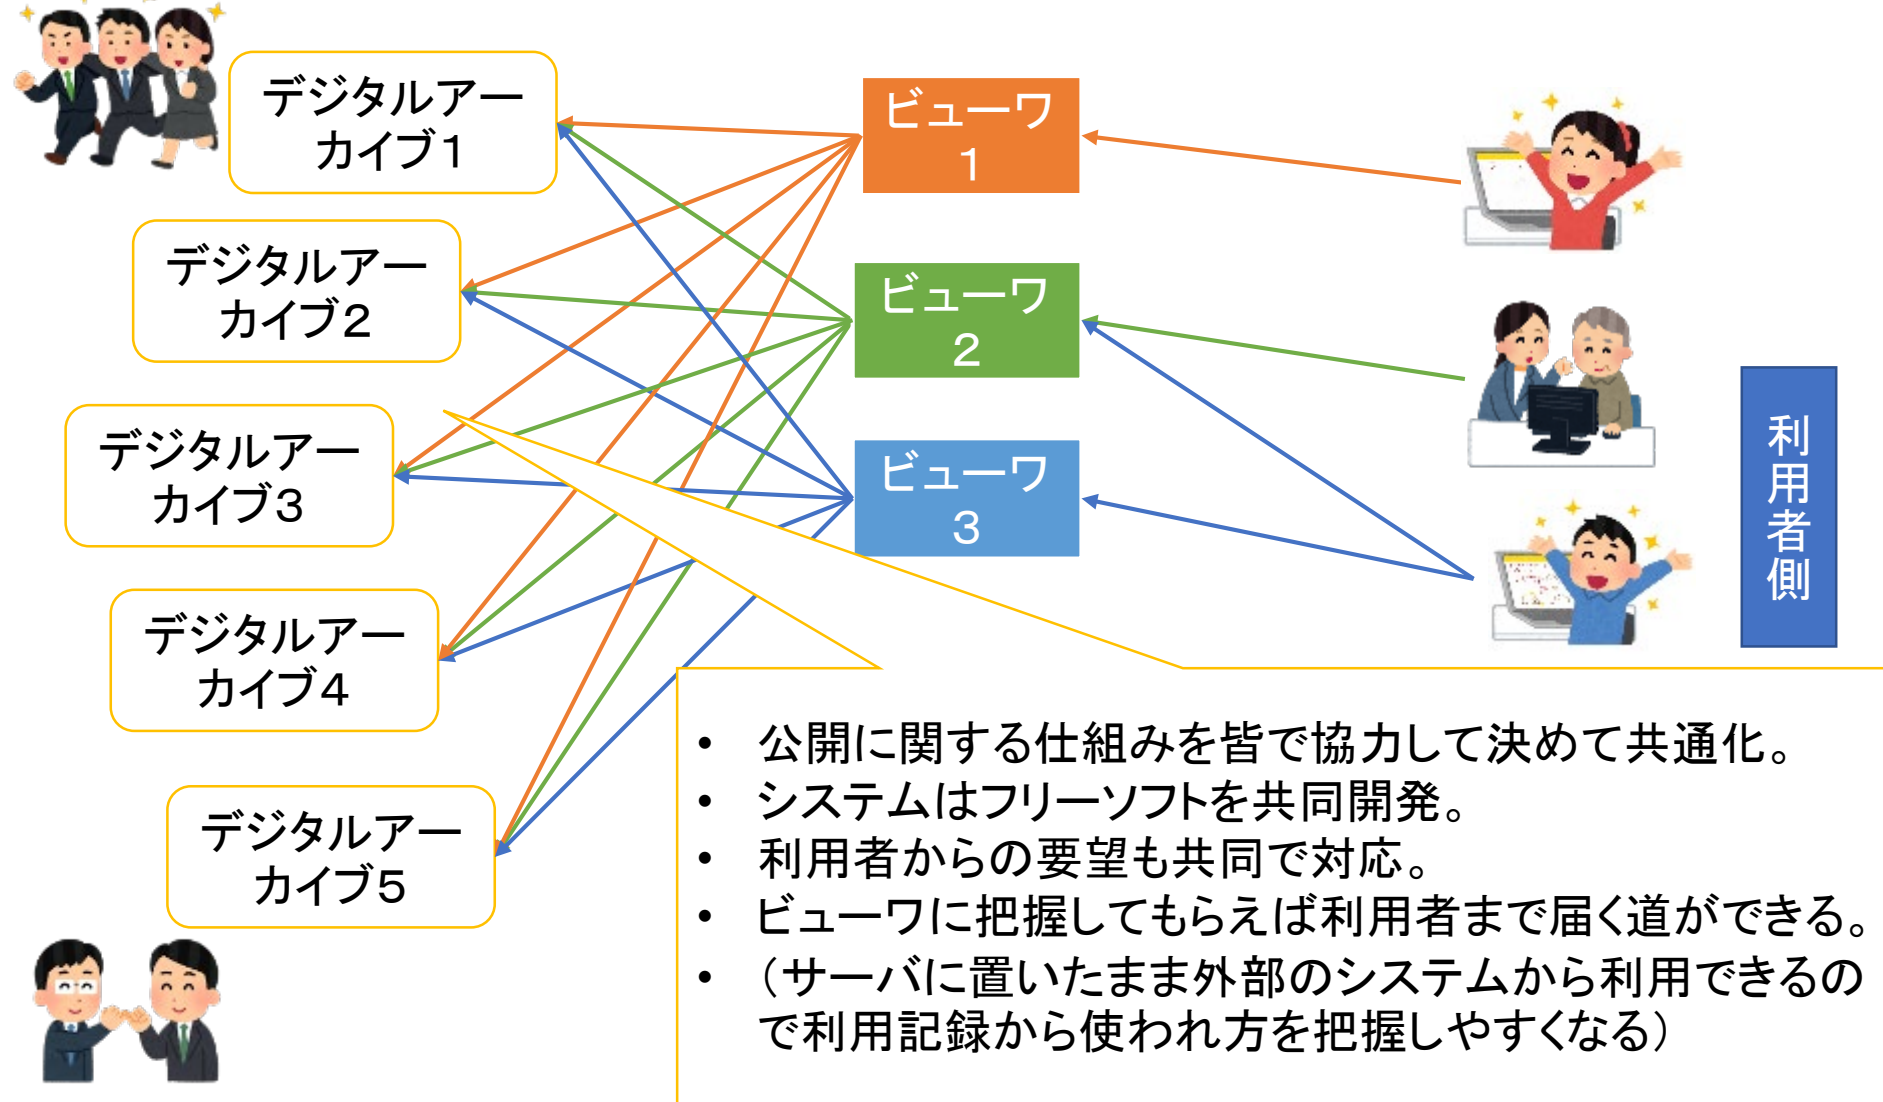 デジタルアー
カイブ1
デジタルアー
カイブ2
デジタルアー
カイブ3
デジタルアー
カイブ4
デジタルアー
カイブ5
ビューワ
1
ビューワ
2
ビューワ
3
利用者側
• 公開に関する仕組みを皆で協力して決めて共通化。
• システムはフリーソフトを共同開発。
• 利用者からの要望も共同で対応。
• ビューワに把握してもらえば利用者まで届く道ができる。
• （サーバに置いたまま外部のシステムから利用できるの
で利用記録から使われ方を把握しやすくなる）